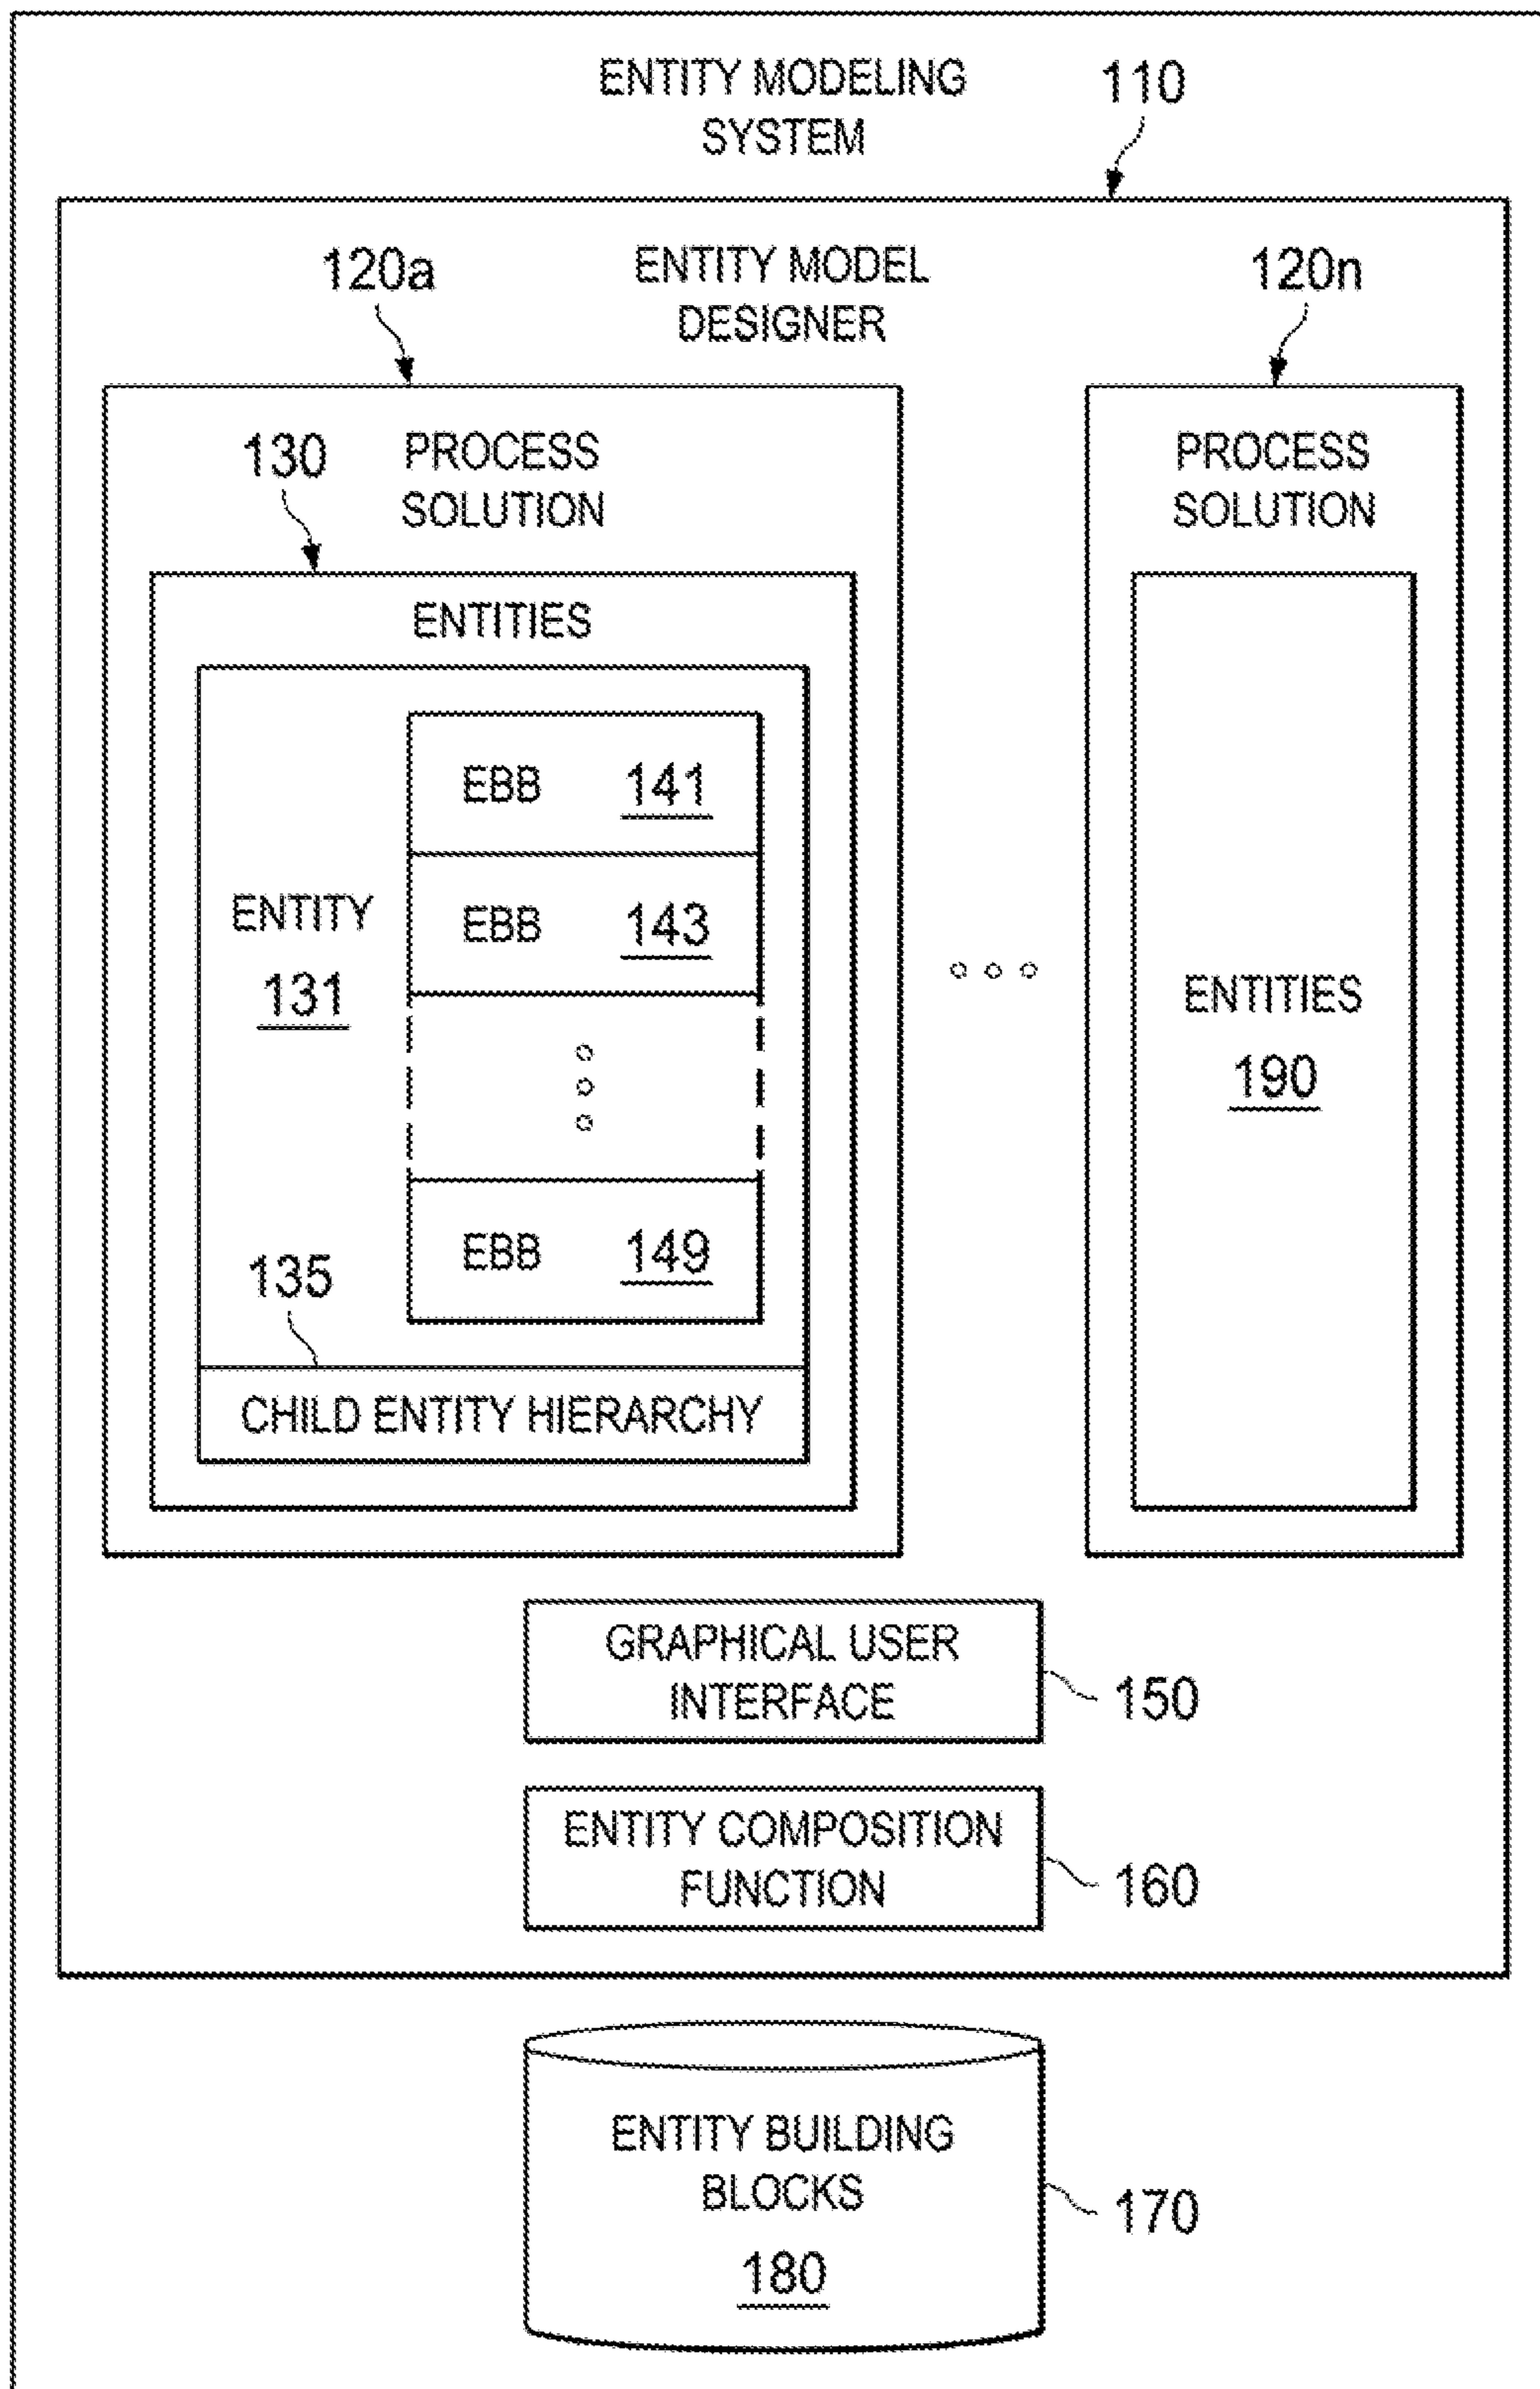 ENTITY MODELING
SYSTEM
110
ENTITY MODEL
DESIGNER
120a
120n
PROCESS
SOLUTION
130
ENTITIES
EBB 141
EBB 143
ENTITY
131
EBB 149
135
CHILD ENTITY HIERARCHY
PROCESS
SOLUTION
ENTITIES
190
GRAPHICAL USER
INTERFACE
150
ENTITY COMPOSITION
FUNCTION
160
ENTITY BUILDING
BLOCKS
180
170